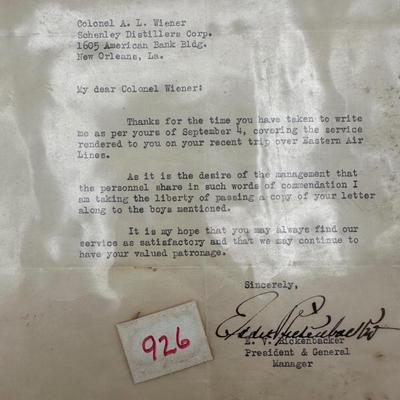 Colonel A. L. Wiener
Schenley Distillers Corp.
1605 American Bank Bldg.
New Orleans, La.
My dear Colonel Wiener:
Thanks for the time you have taken to write
me as per yours of September 4, covering the service
rendered to you on your recent trip over Eastern Air
Lines.
As it is the desire of the management that
the personnel share in such words of commendation I
am taking the liberty of passing a copy of your letter
along to the boys mentioned.
It is my hope that you may always find our
service as satisfactory and that we may continue to
have your valued patronage.
Sincerely,
Eddie Rickenbacker
E. V. Rickenbacker
President & General
Manager
926